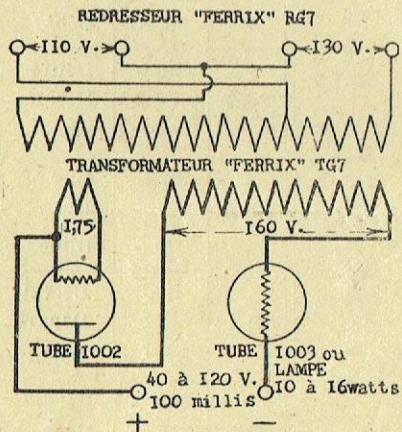 REDRESSEUR "FERRIX" RG7
110 V. 130 V.
TRANSFORMATEUR "FERRIX" TG7
1,75 160 V.
TUBE 1002 TUBE 1003 ou
LAMPE
40 à 120 V. 10 à 16watts
100 millis
+ −